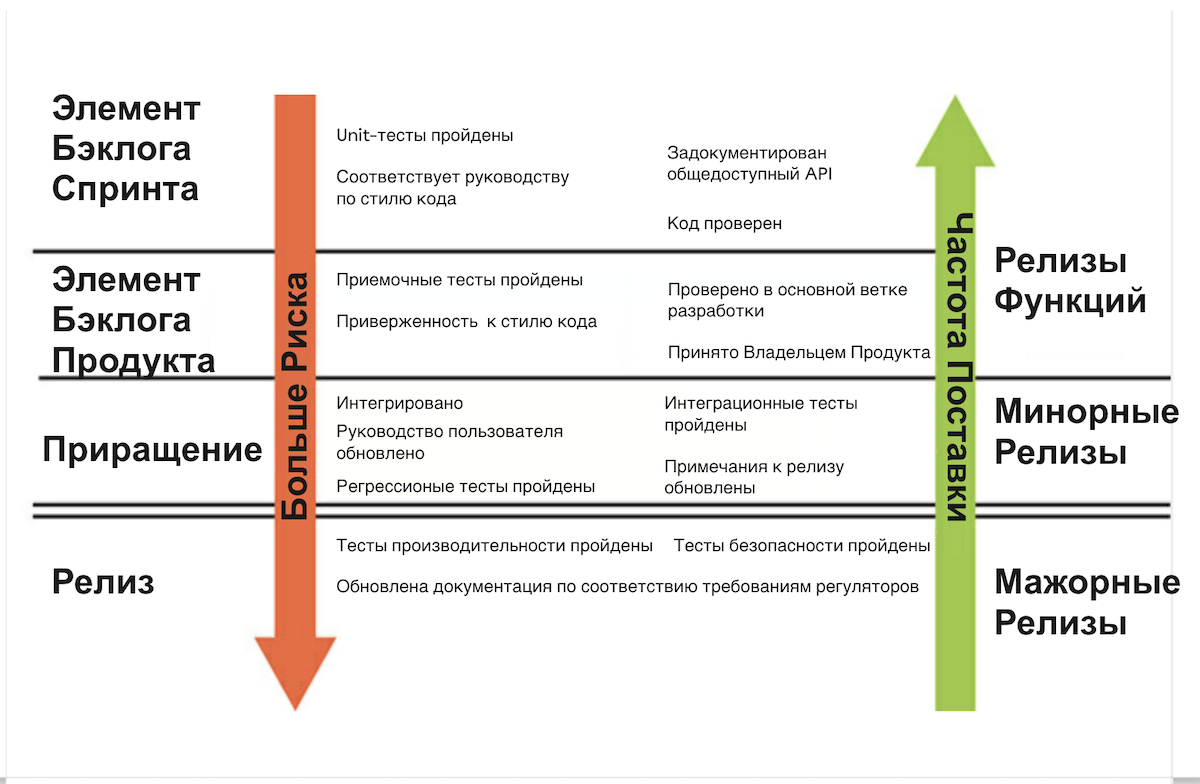 Элемент
Бэклога
Спринта
Unit-тесты пройдены
Соответствует руководству
по стилю кода
Задокументирован
общедоступный API
Код проверен
Элемент
Бэклога
Продукта
Приемочные тесты пройдены
Приверженность к стилю кода
Проверено в основной ветке
разработки
Принято Владельцем Продукта
Релизы
Функций
Приращение
Интегрировано
Руководство пользователя
обновлено
Регрессионые тесты пройдены
Интеграционные тесты
пройдены
Примечания к релизу
обновлены
Минорные
Релизы
Релиз
Тесты производительности пройдены
Тесты безопасности пройдены
Обновлена документация по соответствию требованиям регуляторов
Мажорные
Релизы
Больше Риска
Частота Поставки